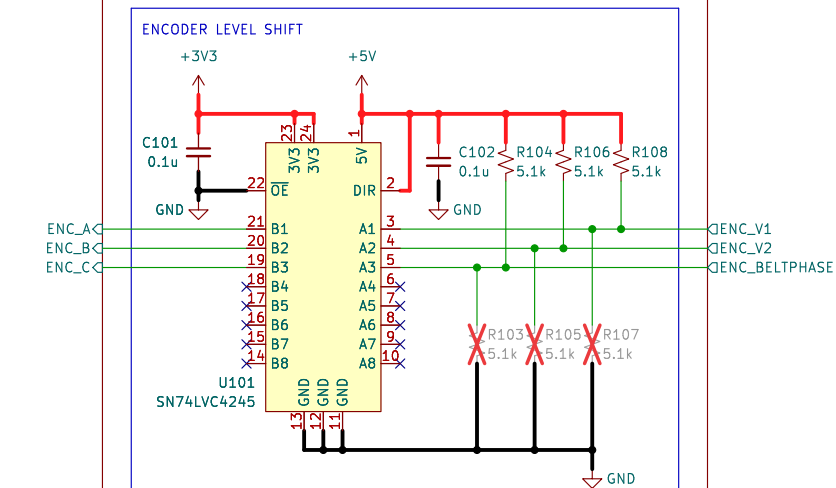 ENCODER LEVEL SHIFT
+3V3
+5V
C101
0.1u
23
24
1
3V3
3V3
5V
C102
0.1u
R104
5.1k
R106
5.1k
R108
5.1k
22
OE
DIR
2
GND
GND
ENC_A
21
B1
A1
3
ENC_V1
ENC_B
20
B2
A2
4
ENC_V2
ENC_C
19
B3
A3
5
ENC_BELTPHASE
18
B4
A4
6
17
B5
A5
7
16
B6
A6
8
15
B7
A7
9
14
B8
A8
10
R103
5.1k
R105
5.1k
R107
5.1k
U101
SN74LVC4245
GND
GND
GND
13
12
11
GND